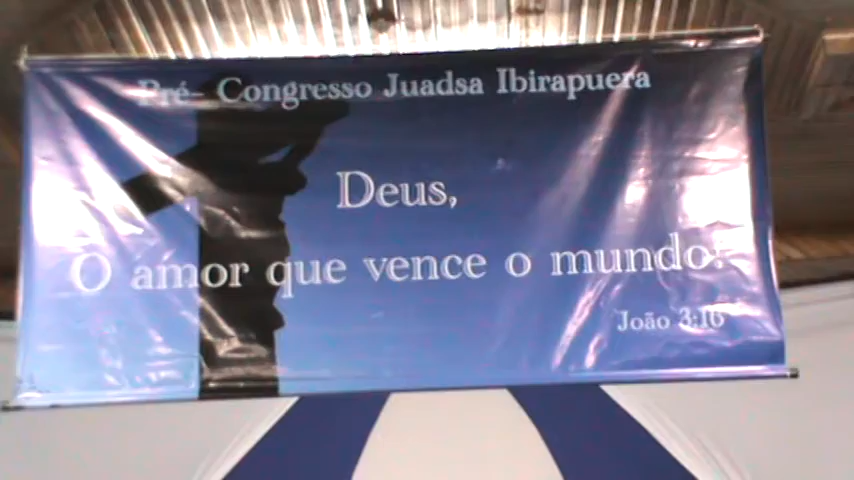 Pré- Congresso Juadsa Ibirapuera
Deus,
O amor que vence o mundo!
João 3:16